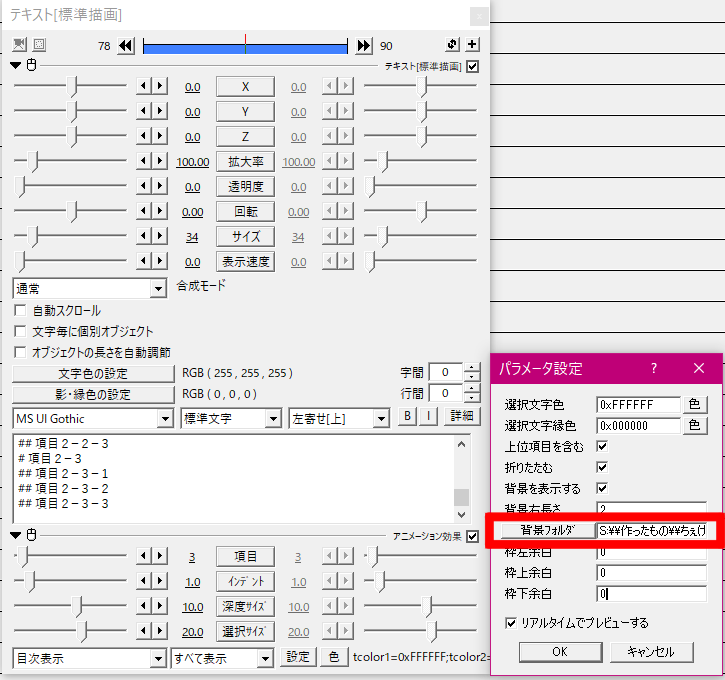 テキスト[標準描画]
78 90
テキスト[標準描画]
0.0 X 0.0
0.0 Y 0.0
0.0 Z 0.0
100.00 拡大率 100.00
0.0 透明度 0.0
0.00 回転 0.00
34 サイズ 34
0.0 表示速度 0.0
通常 合成モード
自動スクロール
文字毎に個別オブジェクト
オブジェクトの長さを自動調節
文字色の設定 RGB ( 255 , 255 , 255 ) 字間 0
影・縁色の設定 RGB ( 0 , 0 , 0 ) 行間 0
MS UI Gothic 標準文字 左寄せ[上] B I 詳細
## 項目２－２－３
# 項目２－３
## 項目２－３－１
## 項目２－３－２
## 項目２－３－３
アニメーション効果
3 項目 3
1.0 インデント 1.0
10.0 深度サイズ 10.0
20.0 選択サイズ 20.0
目次表示 すべて表示 設定 色 tcolor1=0xFFFFFF;tcolor2=
パラメータ設定 ?
選択文字色 0xFFFFFF 色
選択文字縁色 0x000000 色
上位項目を含む
折りたたむ
背景を表示する
背景右長さ 2
背景フォルダ S:¥¥作ったもの¥¥ちぇげ
枠左余白
枠上余白 0
枠下余白 0
リアルタイムでプレビューする
OK キャンセル